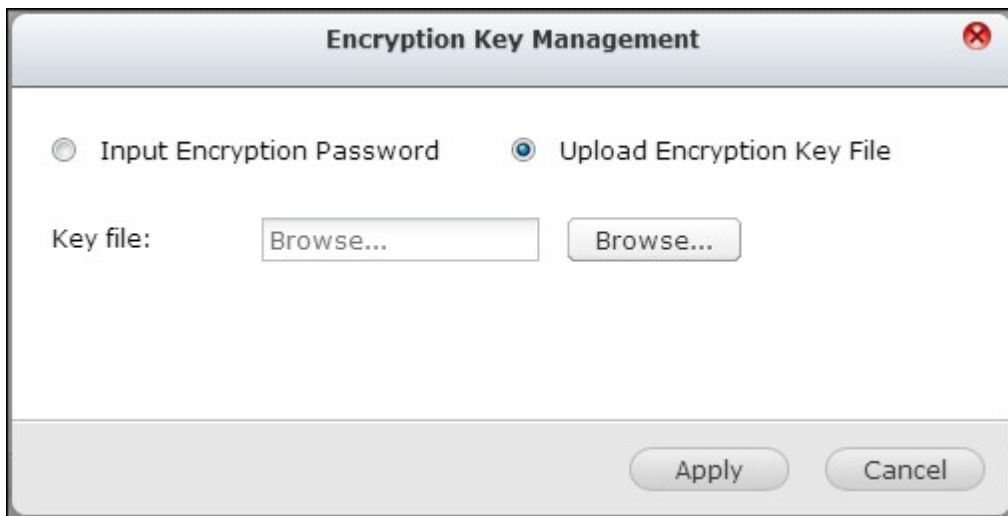 Encryption Key Management
Input Encryption Password Upload Encryption Key File
Key file: Browse... Browse...
Apply Cancel